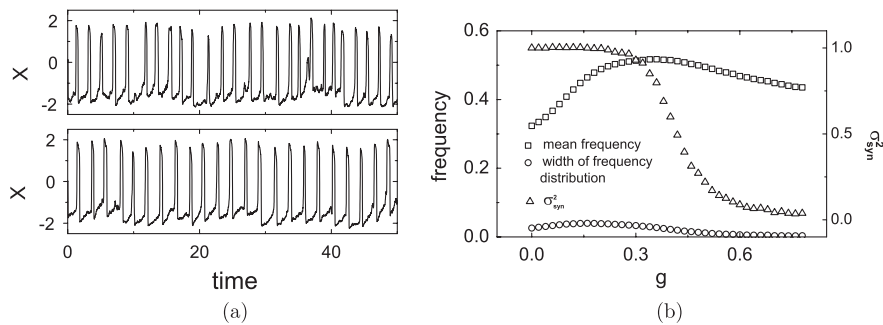 2
0
-2
X
2
0
-2
X
0
20
40
time
(a)
0.6
0.4
0.2
0.0
frequency
1.0
0.5
0.0
σ²syn
□ mean frequency
○ width of frequency
distribution
△ σ²syn
0.0
0.3
0.6
g
(b)